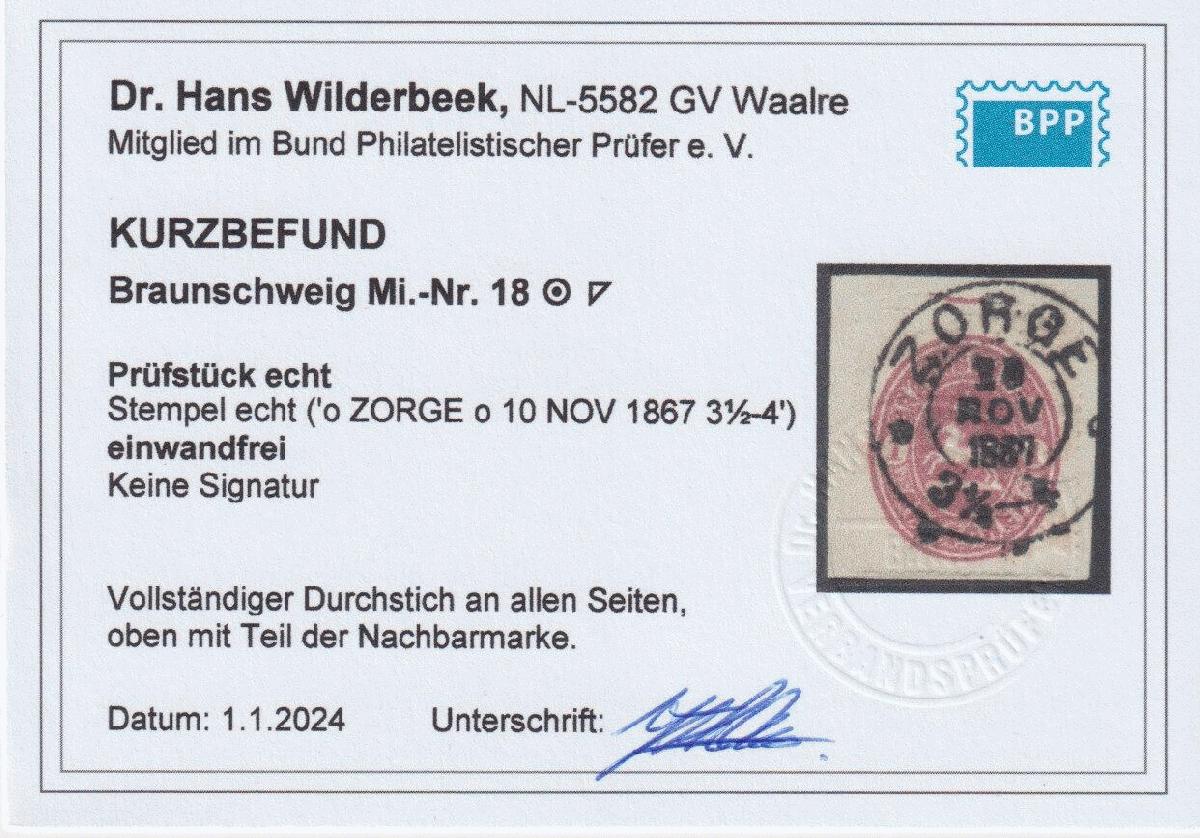 Dr. Hans Wilderbeek, NL-5582 GV Waalre
Mitglied im Bund Philatelistischer Prüfer e. V.
BPP
KURZBEFUND
Braunschweig Mi.-Nr. 18
Prüfstück echt
Stempel echt ('o ZORGE o 10 NOV 1867 3½-4')
einwandfrei
Keine Signatur
ZORGE
10
NOV
1867
3½-4
VERBANDSPRÜFER
Vollständiger Durchstich an allen Seiten,
oben mit Teil der Nachbarmarke.
Datum: 1.1.2024 Unterschrift: